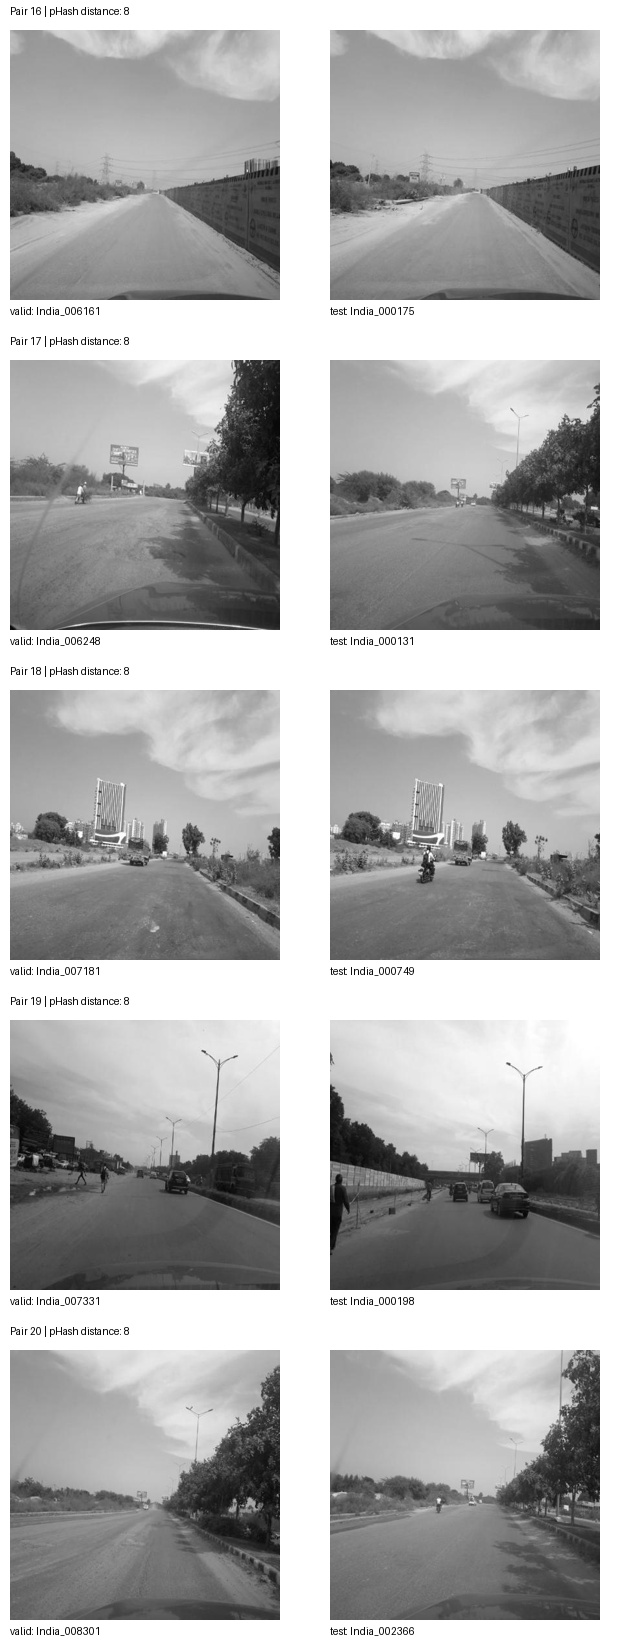 Pair 16 | pHash distance: 8
valid: India_006161
test: India_000175
Pair 17 | pHash distance: 8
valid: India_006248
test: India_000131
Pair 18 | pHash distance: 8
valid: India_007181
test: India_000749
Pair 19 | pHash distance: 8
valid: India_007331
test: India_000198
Pair 20 | pHash distance: 8
valid: India_008301
test: India_002366